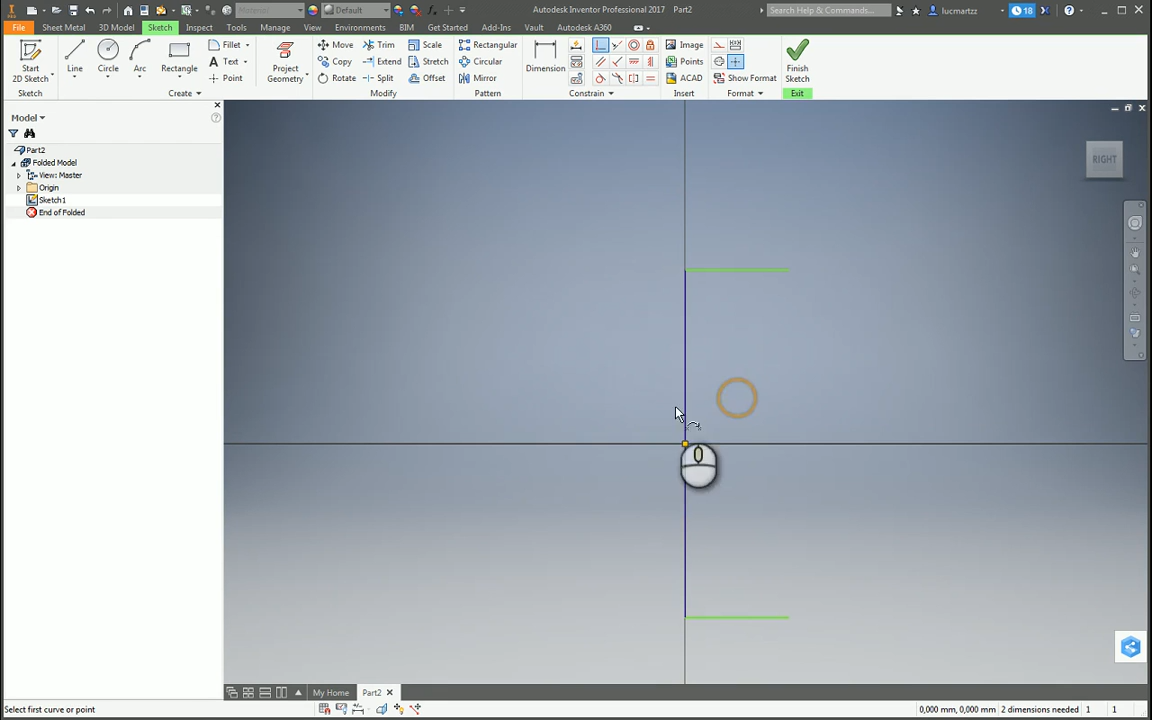 PRO
Material
Default
Autodesk Inventor Professional 2017 Part2
Search Help & Commands...
lucmartzz
18
File Sheet Metal 3D Model Sketch Inspect Tools Manage View Environments BIM Get Started Add-Ins Vault Autodesk A360
Start
2D Sketch
Line
Circle
Arc
Rectangle
Fillet
Text
Point
Project
Geometry
Move Trim Scale
Copy Extend Stretch
Rotate Split Offset
Rectangular
Circular
Mirror
Dimension
Image
Points
ACAD
Show Format
Finish
Sketch
Sketch Create Modify Pattern Constrain Insert Format Exit
Model
Part2
Folded Model
View: Master
Origin
Sketch1
End of Folded
RIGHT
My Home Part2
Select first curve or point
0,000 mm, 0,000 mm 2 dimensions needed 1 1